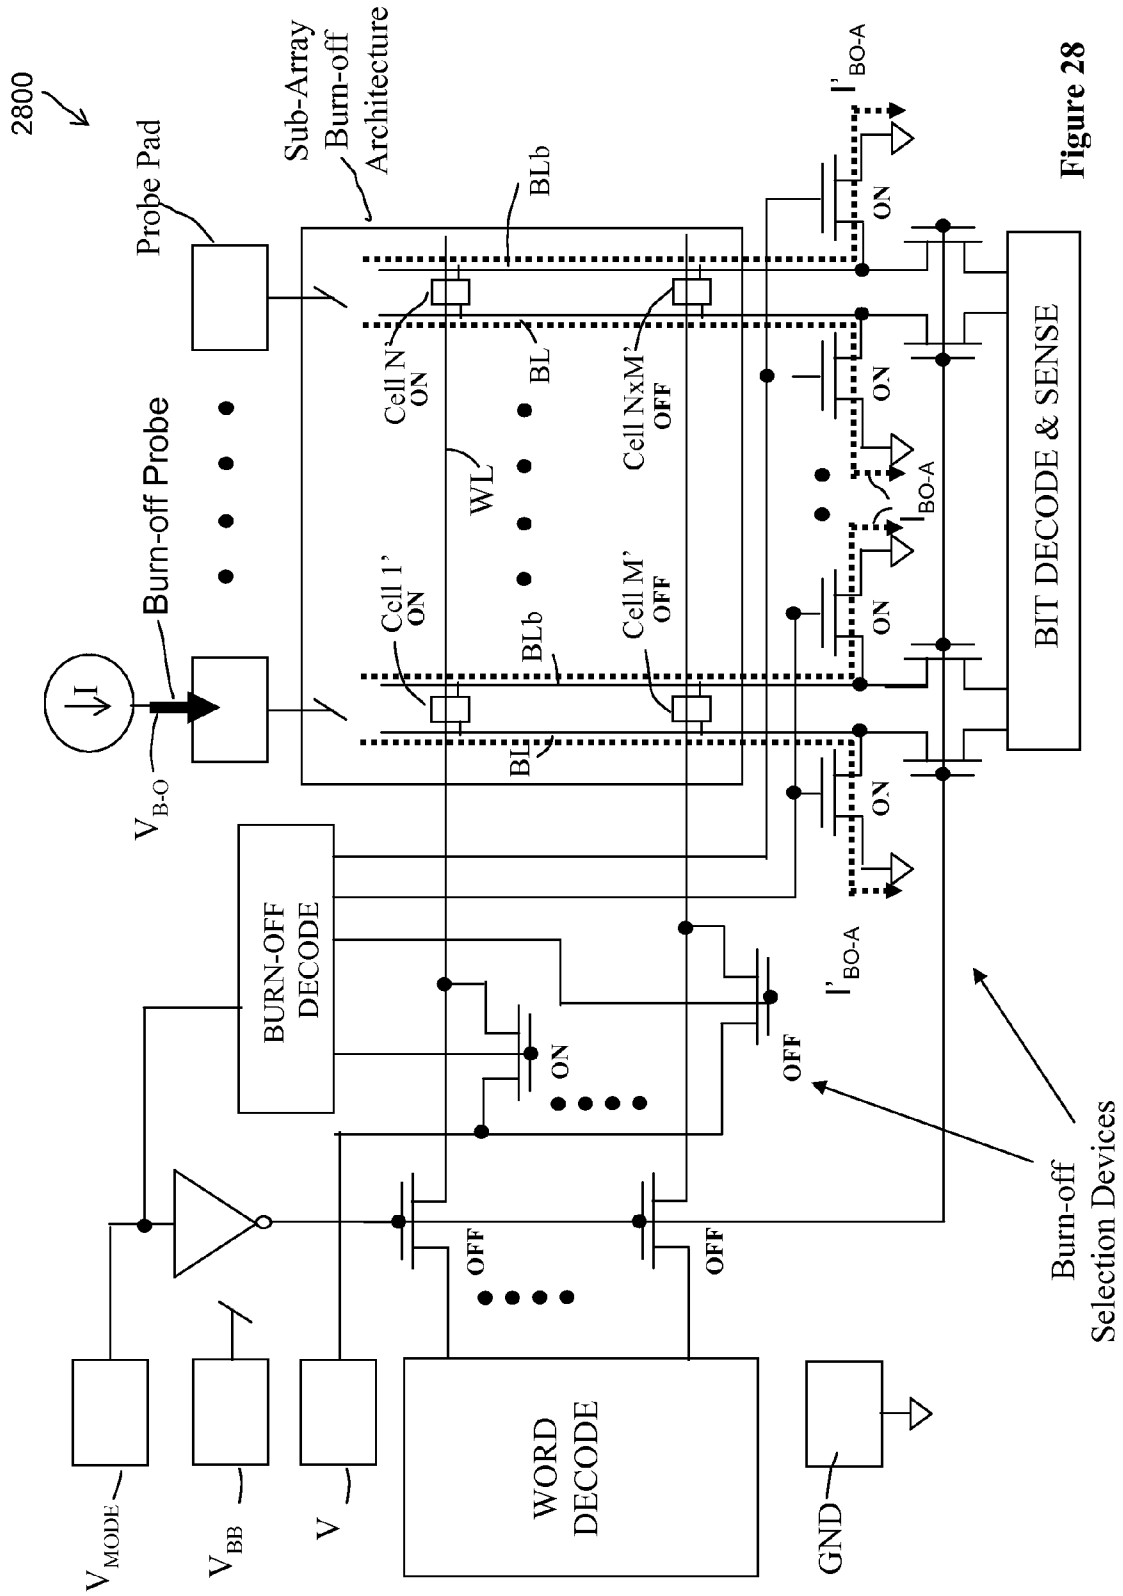 2800
V_MODE
V_BB
V
WORD
DECODE
GND
BURN-OFF
DECODE
V_B-O
I
Burn-off Probe
Probe Pad
Sub-Array
Burn-off
Architecture
Cell 1'
ON
BL
BLb
Cell M'
OFF
WL
Cell N'
ON
BL
BLb
Cell NxM'
OFF
OFF
OFF
ON
OFF
I'_BO-A
ON
ON
I_BO-A
ON
ON
I'_BO-A
Burn-off
Selection Devices
BIT DECODE & SENSE
Figure 28